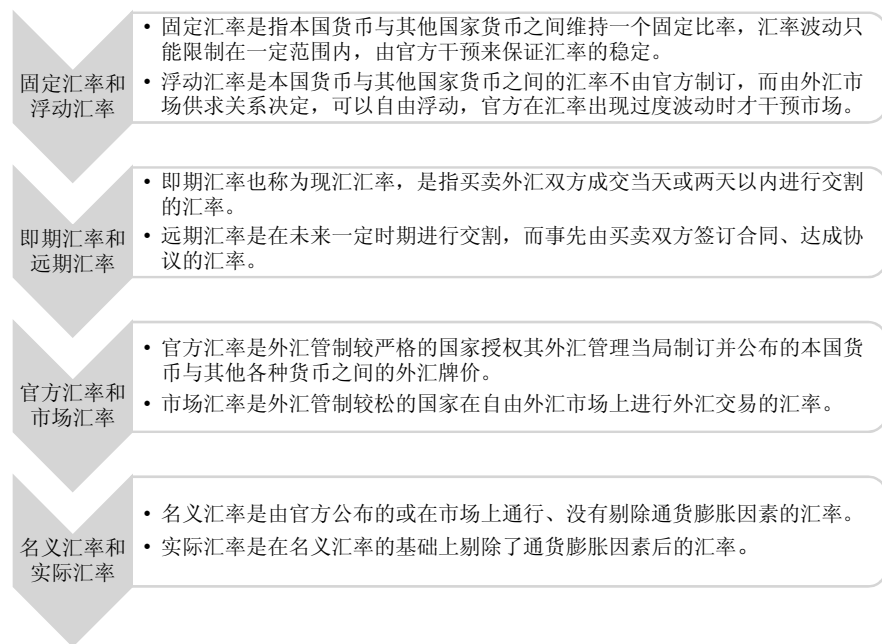 固定汇率和
浮动汇率
• 固定汇率是指本国货币与其他国家货币之间维持一个固定比率，汇率波动只
能限制在一定范围内，由官方干预来保证汇率的稳定。
• 浮动汇率是本国货币与其他国家货币之间的汇率不由官方制订，而由外汇市
场供求关系决定，可以自由浮动，官方在汇率出现过度波动时才干预市场。
即期汇率和
远期汇率
• 即期汇率也称为现汇汇率，是指买卖外汇双方成交当天或两天以内进行交割
的汇率。
• 远期汇率是在未来一定时期进行交割，而事先由买卖双方签订合同、达成协
议的汇率。
官方汇率和
市场汇率
• 官方汇率是外汇管制较严格的国家授权其外汇管理当局制订并公布的本国货
币与其他各种货币之间的外汇牌价。
• 市场汇率是外汇管制较松的国家在自由外汇市场上进行外汇交易的汇率。
名义汇率和
实际汇率
• 名义汇率是由官方公布的或在市场上通行、没有剔除通货膨胀因素的汇率。
• 实际汇率是在名义汇率的基础上剔除了通货膨胀因素后的汇率。